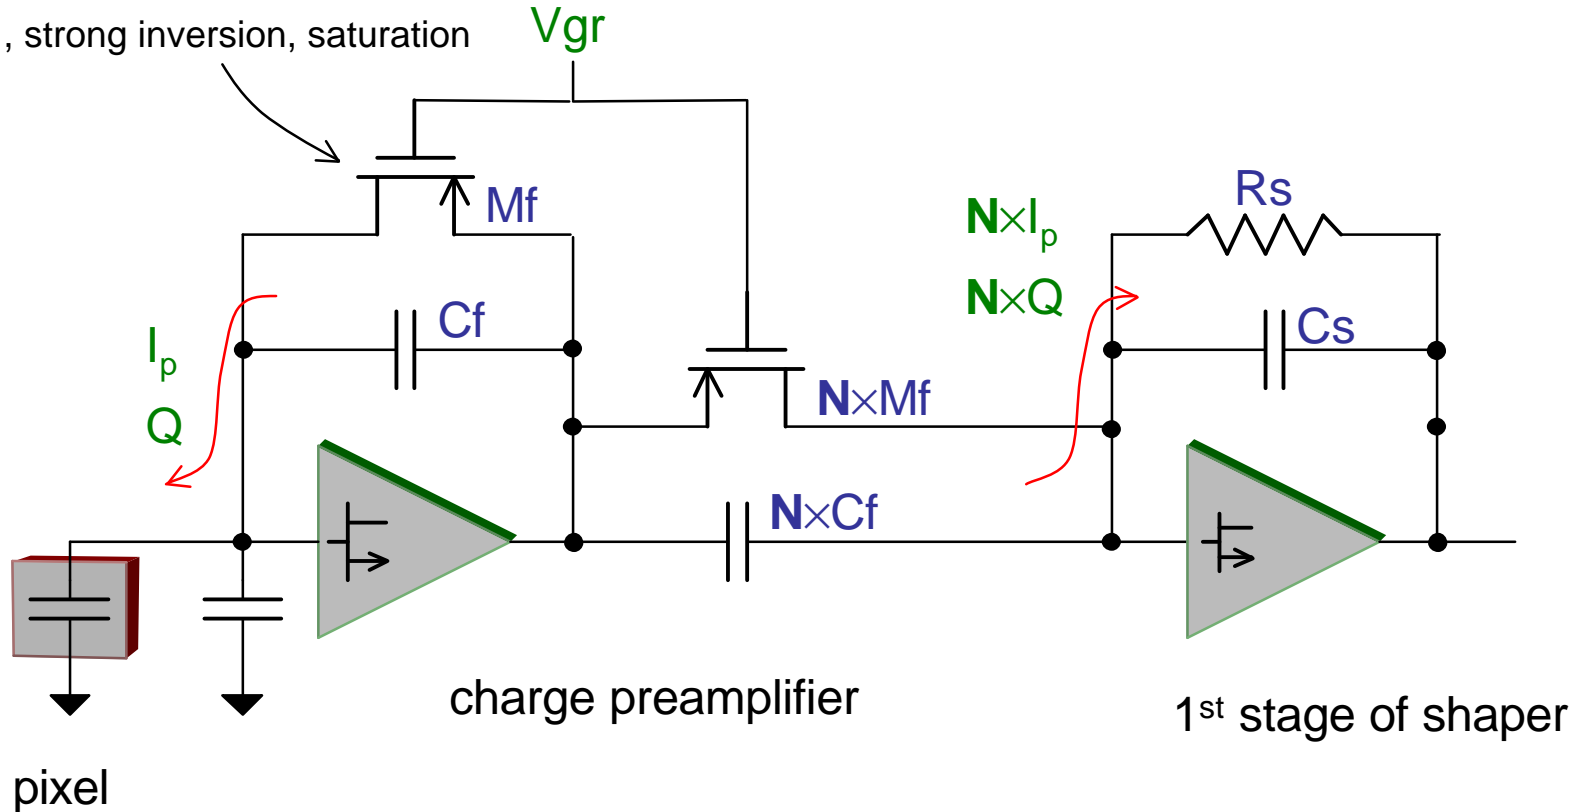 , strong inversion, saturation
Vgr
Mf
Rs
N×Ip
N×Q
Cf
Cs
Ip
Q
N×Mf
N×Cf
charge preamplifier
1st stage of shaper
pixel